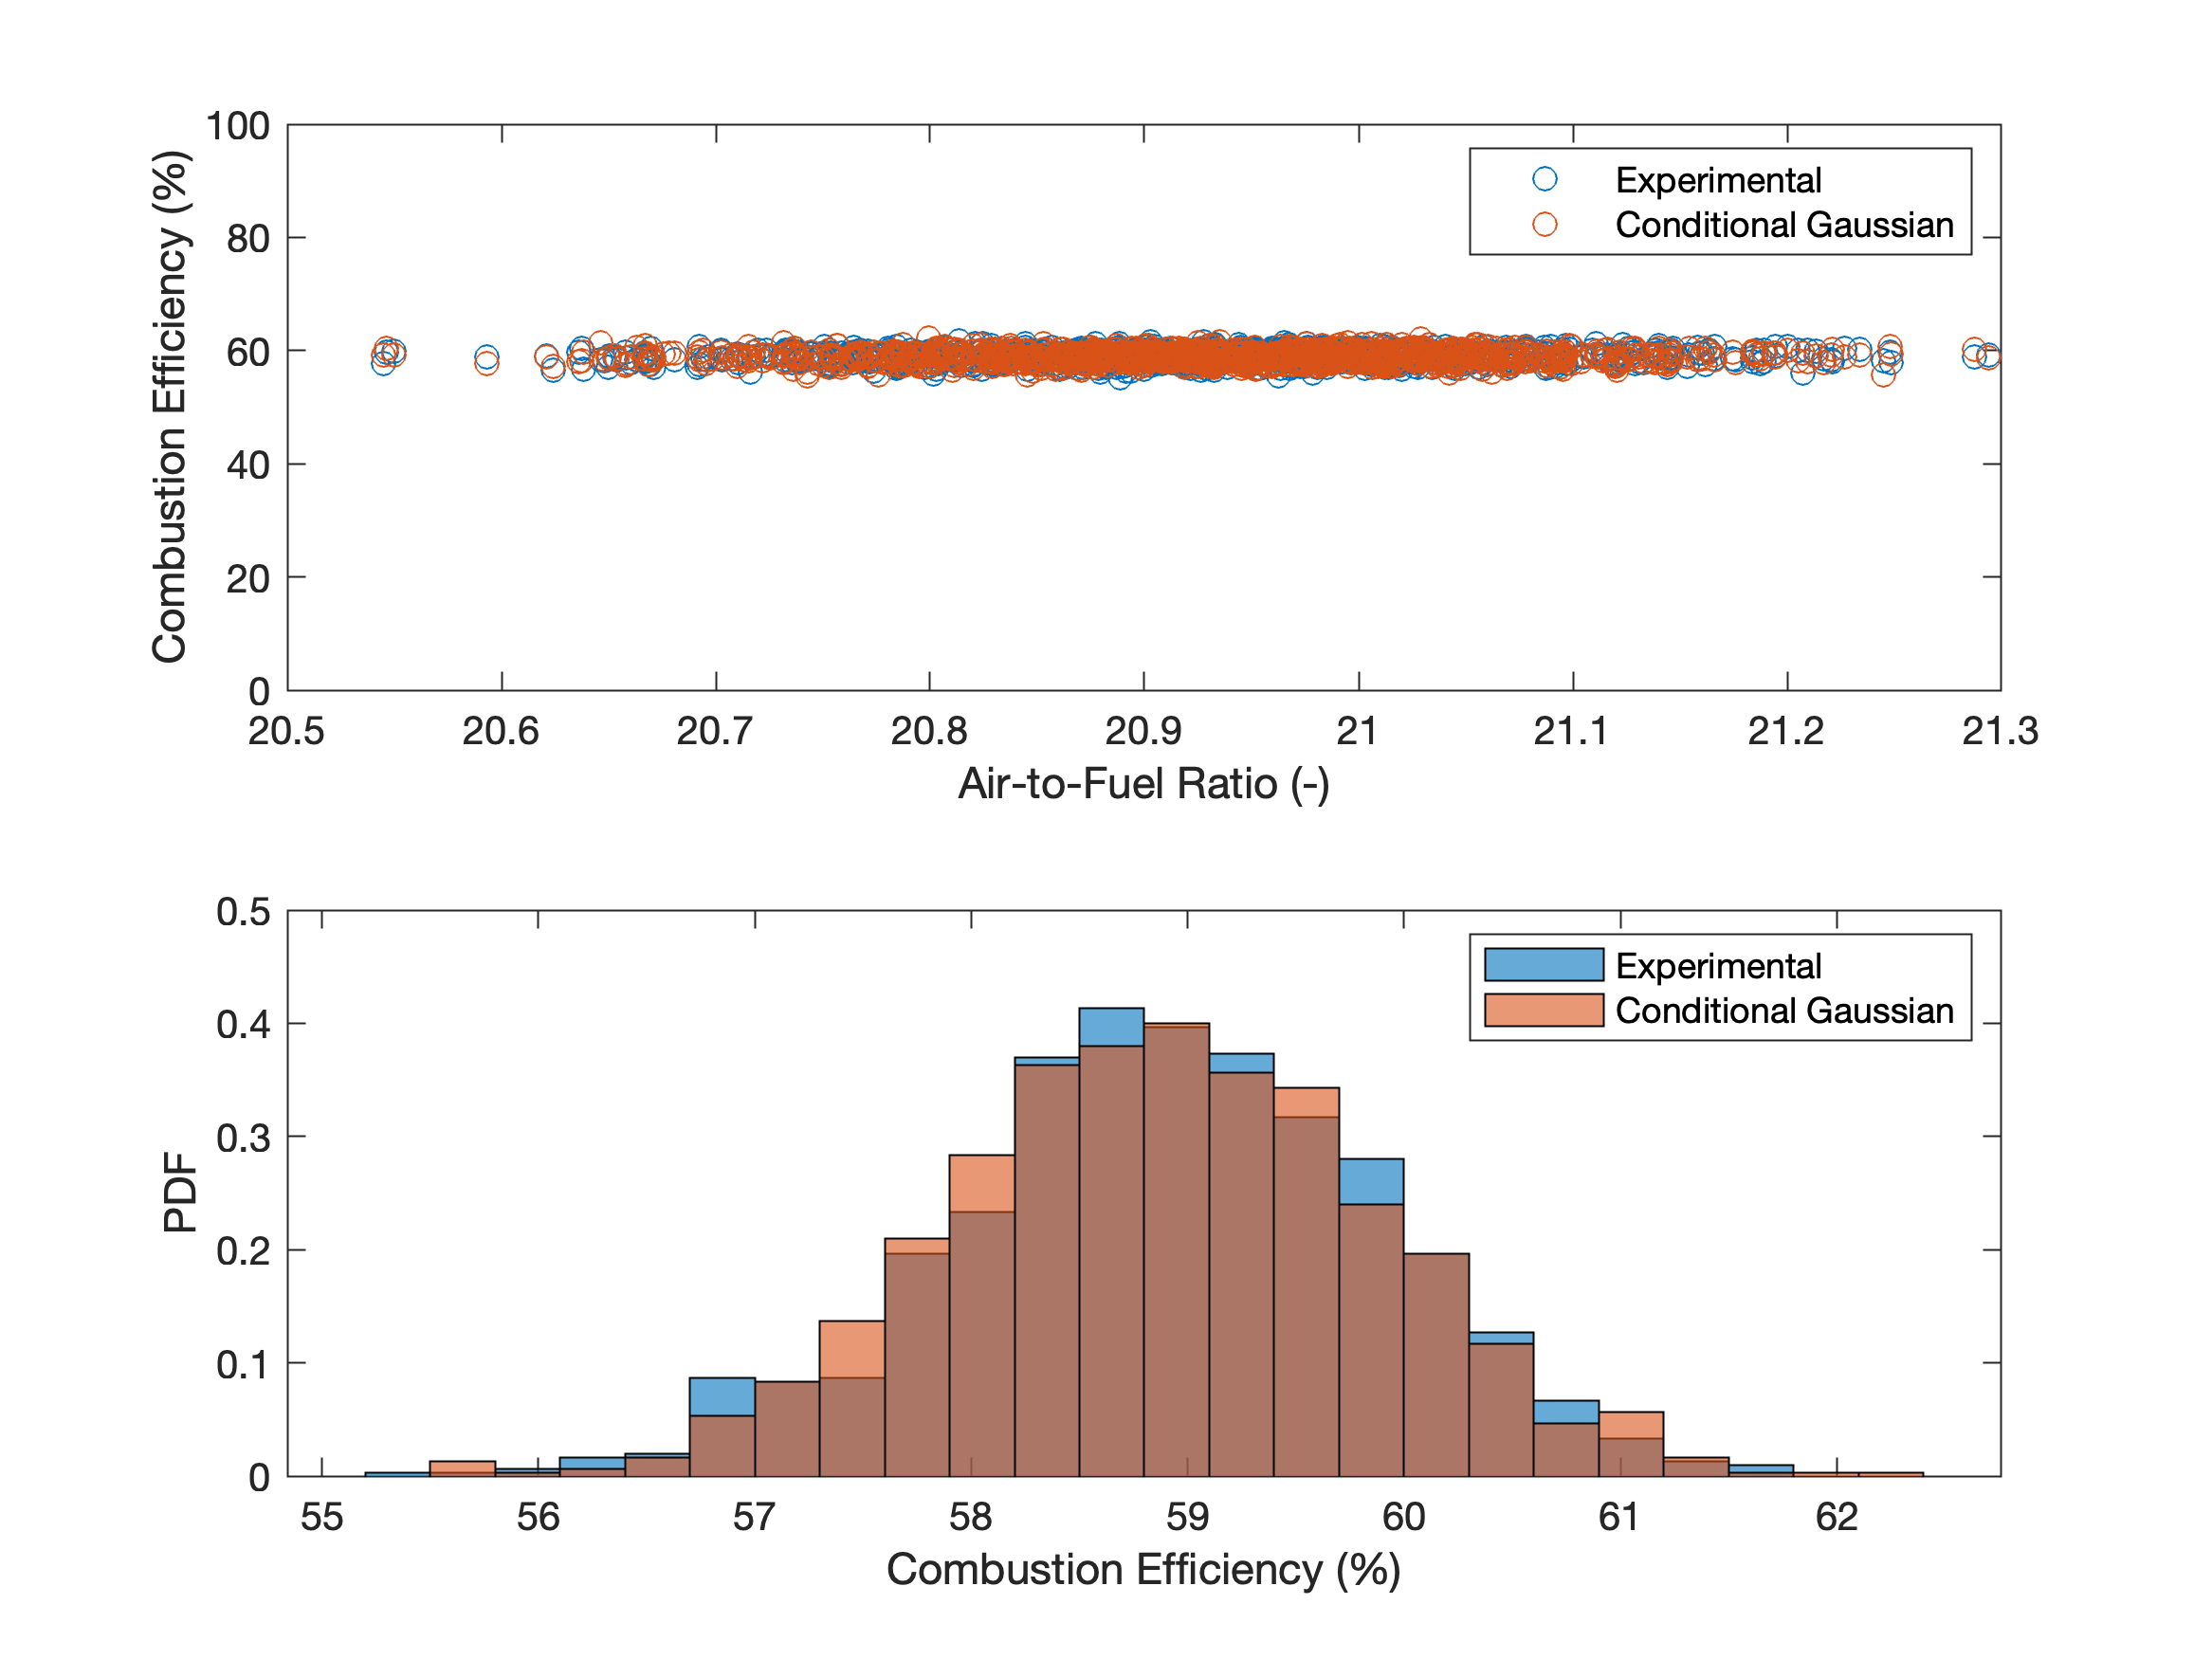 100
80
60
40
20
0
Combustion Efficiency (%)
Experimental
Conditional Gaussian
20.5 20.6 20.7 20.8 20.9 21 21.1 21.2 21.3
Air-to-Fuel Ratio (-)
0.5
0.4
0.3
0.2
0.1
0
PDF
Experimental
Conditional Gaussian
55 56 57 58 59 60 61 62
Combustion Efficiency (%)